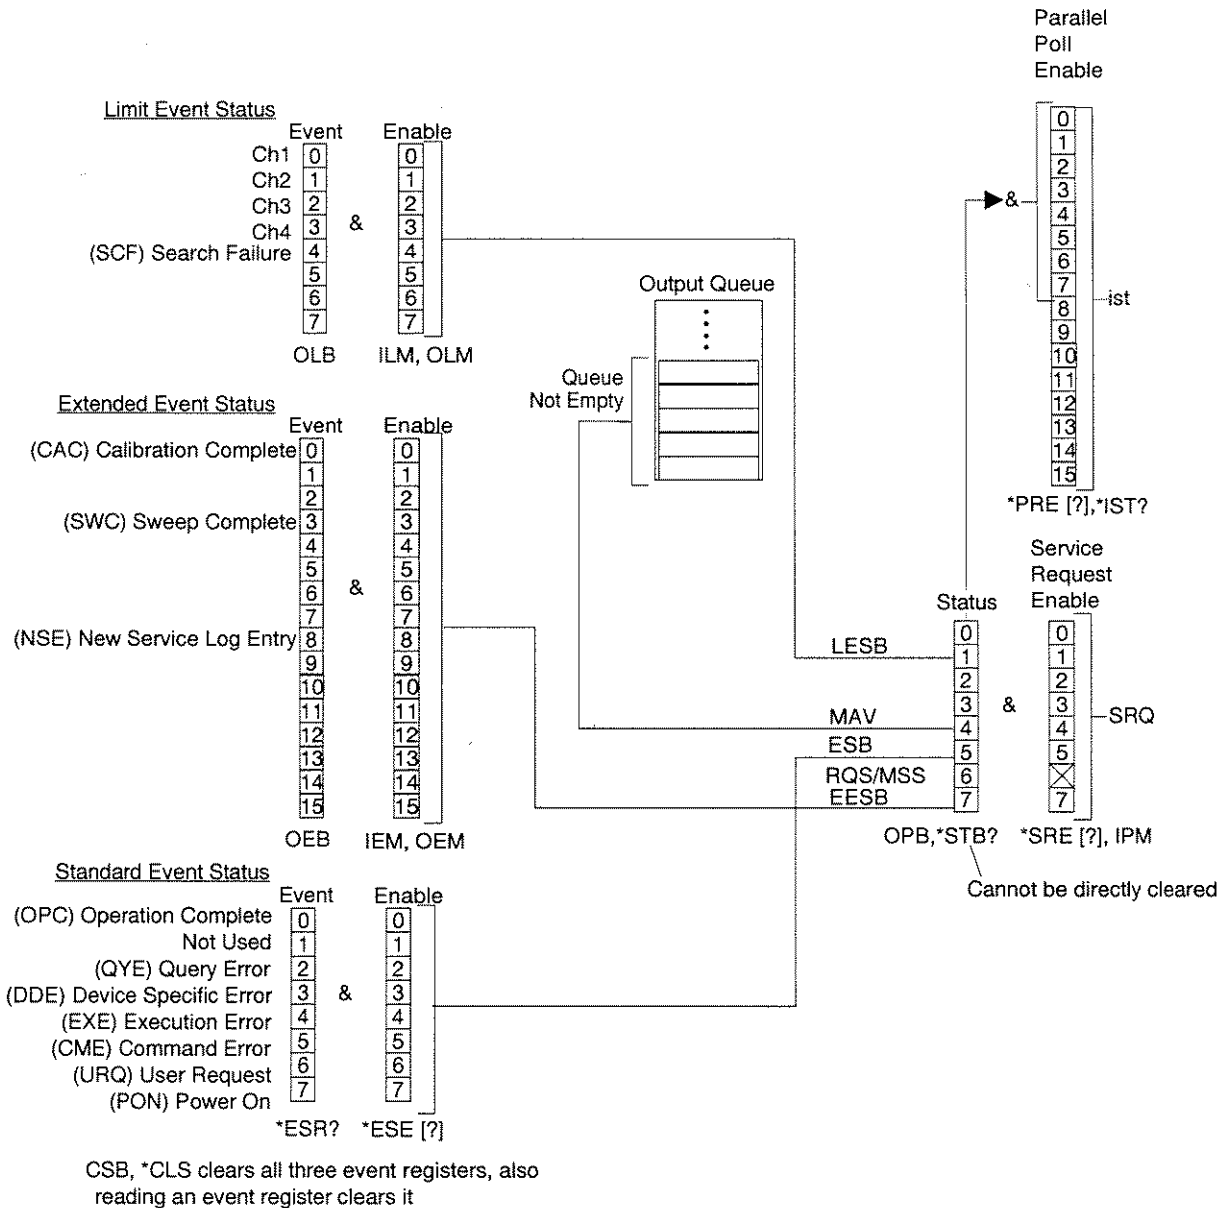 Parallel
Poll
Enable
0
1
2
3
4
5
6
7
8
9
10
11
12
13
14
15
ist
*PRE [?],*IST?
&
Limit Event Status
Event Enable
Ch1 0 0
Ch2 1 1
Ch3 2 2
Ch4 3 & 3
(SCF) Search Failure 4 4
5 5
6 6
7 7
OLB ILM, OLM
Output Queue
Queue
Not Empty
Extended Event Status
Event Enable
(CAC) Calibration Complete 0 0
1 1
2 2
(SWC) Sweep Complete 3 3
4 4
5 5
6 & 6
7 7
(NSE) New Service Log Entry 8 8
9 9
10 10
11 11
12 12
13 13
14 14
15 15
OEB IEM, OEM
Service
Request
Status Enable
0 0
LESB 1 1
2 2
3 & 3 SRQ
MAV 4 4
ESB 5 5
RQS/MSS 6
EESB 7 7
OPB,*STB? *SRE [?], IPM
Cannot be directly cleared
Standard Event Status
Event Enable
(OPC) Operation Complete 0 0
Not Used 1 1
(QYE) Query Error 2 2
(DDE) Device Specific Error 3 & 3
(EXE) Execution Error 4 4
(CME) Command Error 5 5
(URQ) User Request 6 6
(PON) Power On 7 7
*ESR? *ESE [?]
CSB, *CLS clears all three event registers, also
reading an event register clears it